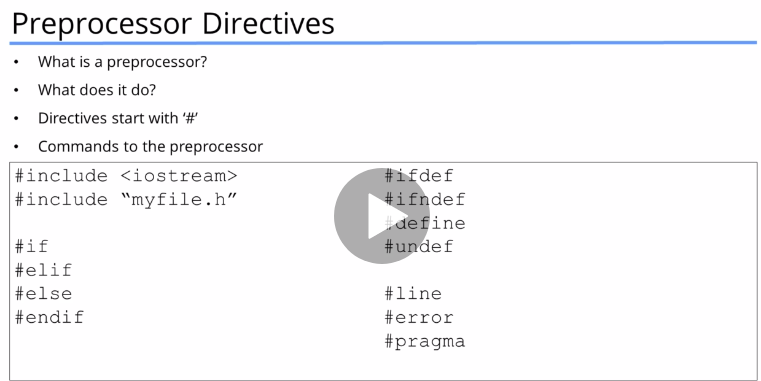 Preprocessor Directives
• What is a preprocessor?
• What does it do?
• Directives start with ‘#’
• Commands to the preprocessor
#include <iostream>
#include “myfile.h”
#if
#elif
#else
#endif
#ifdef
#ifndef
#define
#undef
#line
#error
#pragma